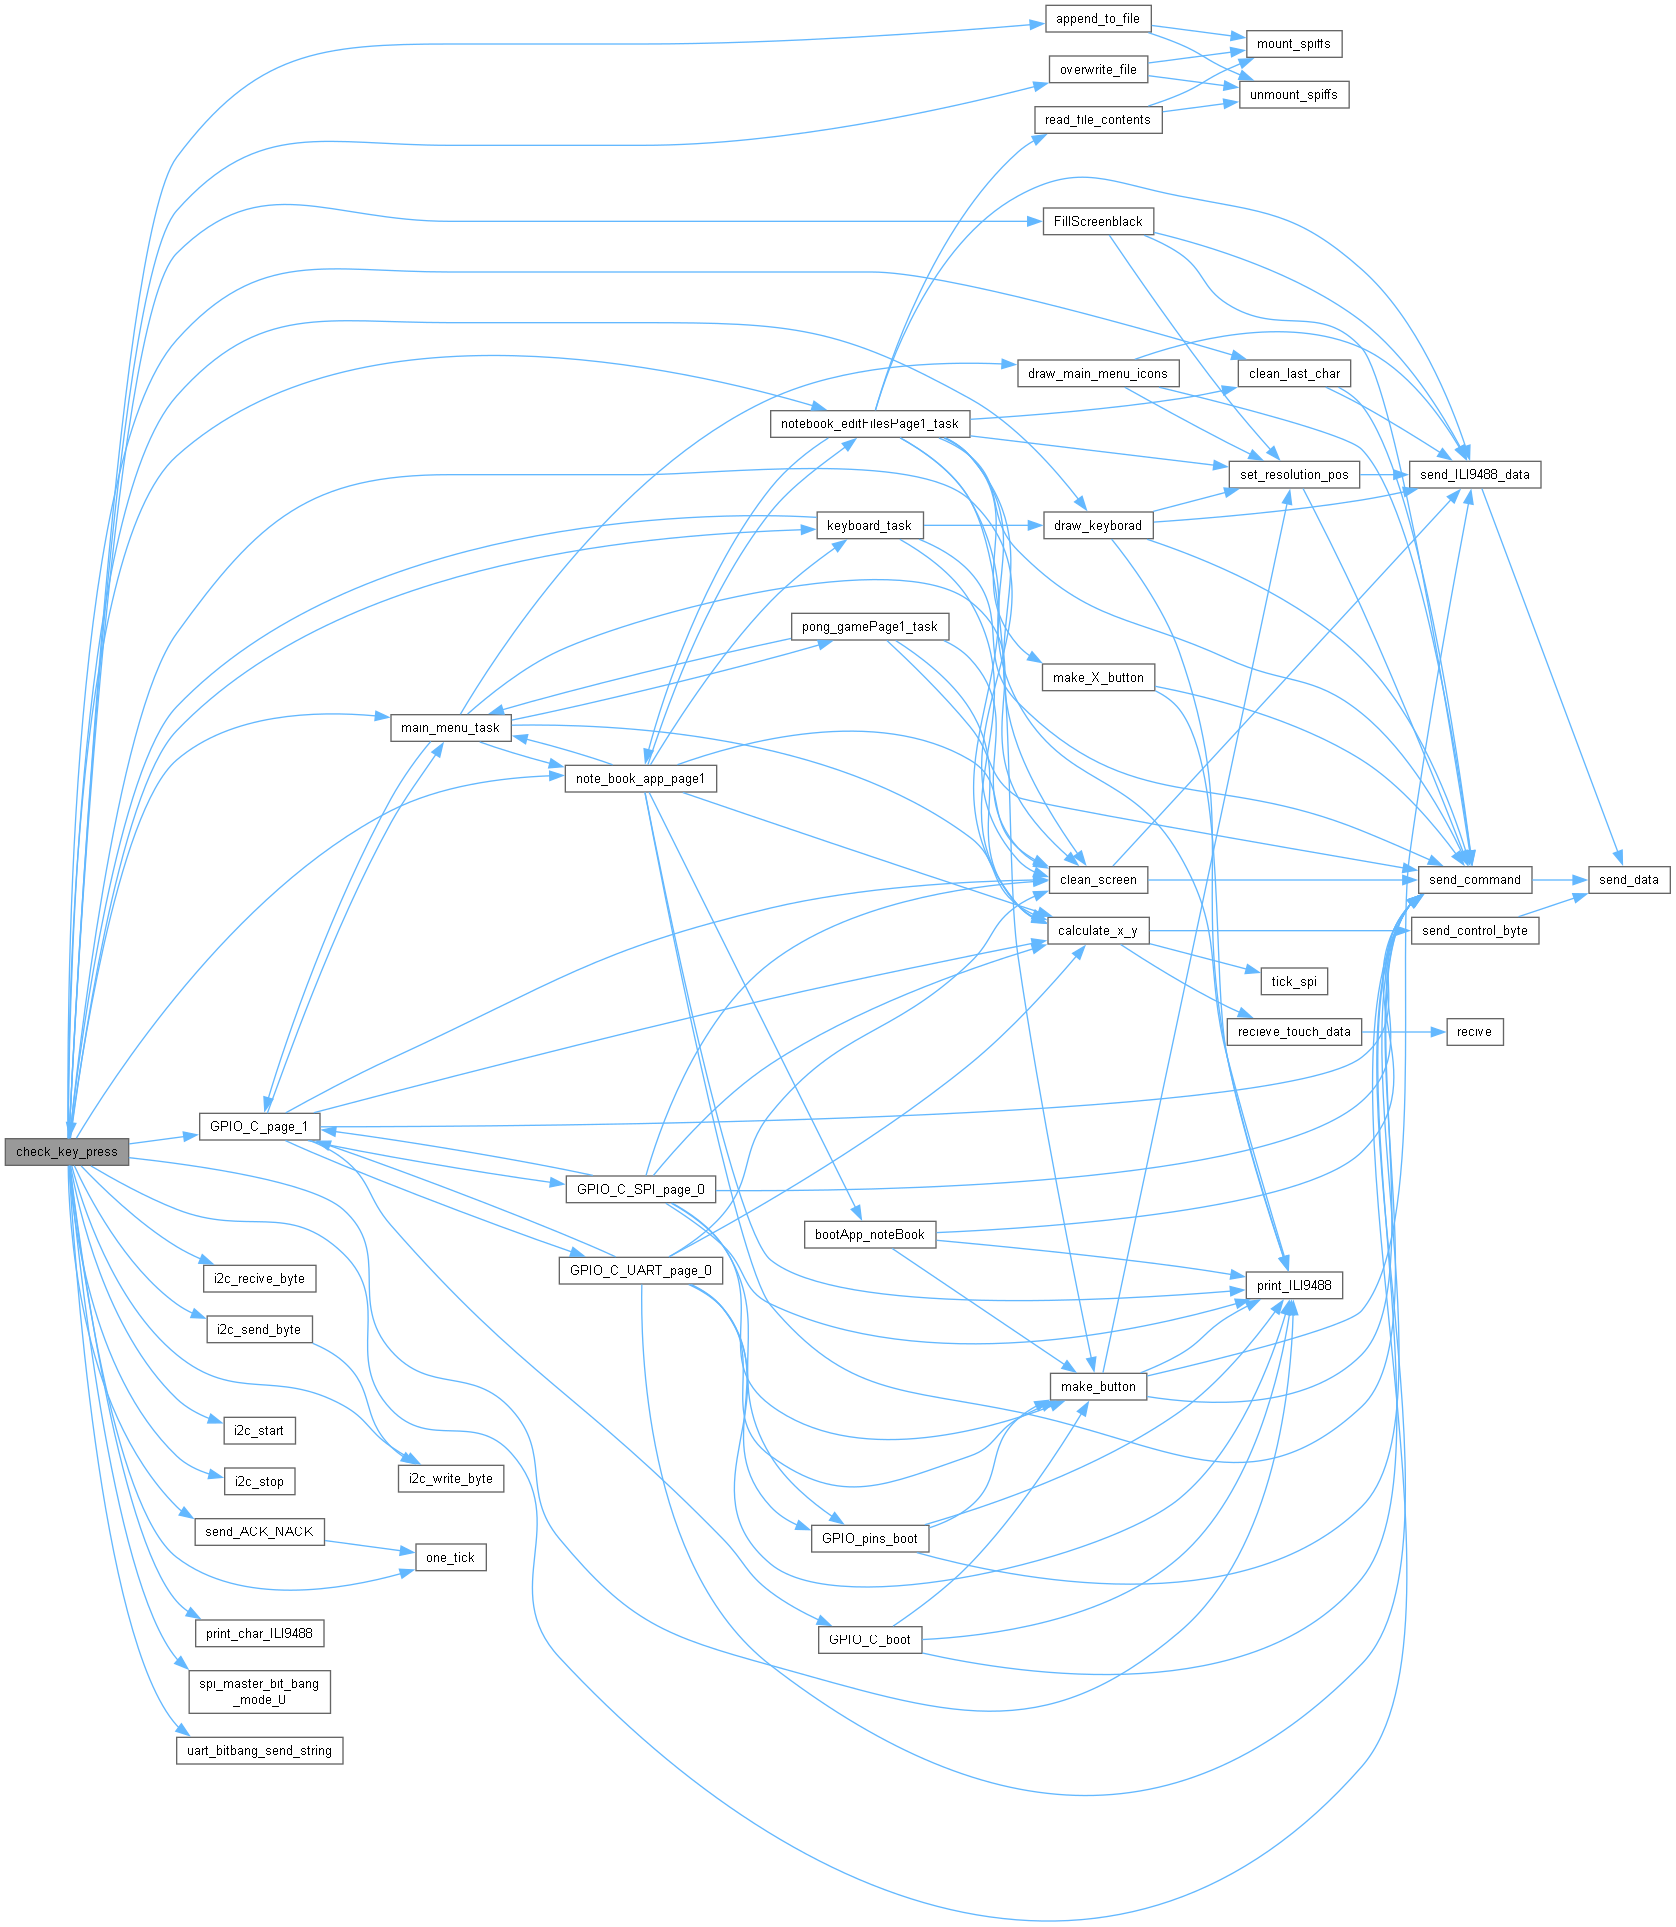 append_to_file
mount_spiffs
overwrite_file
unmount_spiffs
read_file_contents
FillScreenblack
draw_main_menu_icons
clean_last_char
notebook_editFilesPage1_task
set_resolution_pos
send_ILI9488_data
keyboard_task
draw_keyborad
pong_gamePage1_task
make_X_button
main_menu_task
note_book_app_page1
clean_screen
send_command
send_data
calculate_x_y
send_control_byte
tick_spi
recieve_touch_data
recive
GPIO_C_page_1
check_key_press
GPIO_C_SPI_page_0
bootApp_noteBook
GPIO_C_UART_page_0
i2c_recive_byte
print_ILI9488
i2c_send_byte
make_button
i2c_start
i2c_stop
i2c_write_byte
send_ACK_NACK
GPIO_pins_boot
one_tick
print_char_ILI9488
GPIO_C_boot
spi_master_bit_bang
_mode_0
uart_bitbang_send_string